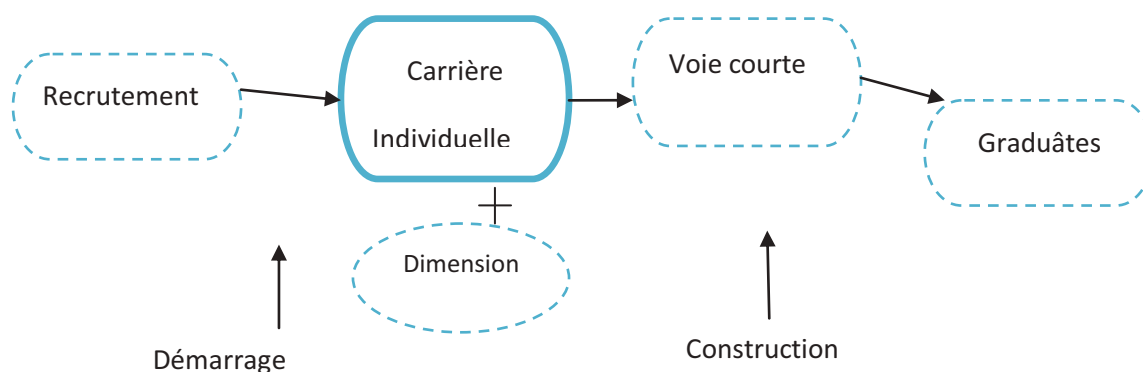 Recrutement
Carrière
Individuelle
Voie courte
Graduâtes
Dimension
Démarrage
Construction